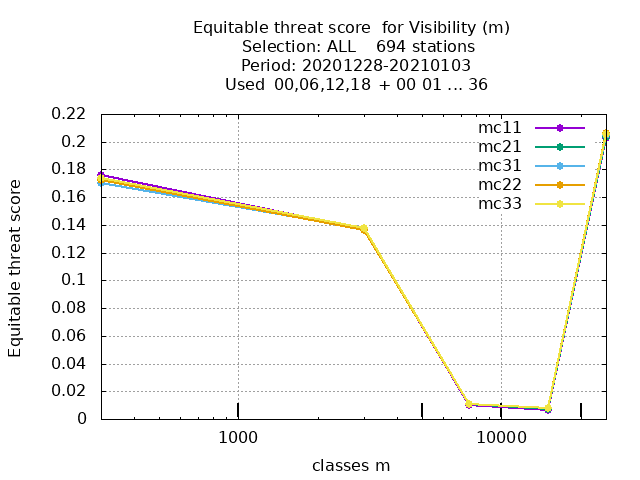 Equitable threat score  for Visibility (m)
Selection: ALL    694 stations
Period: 20201228-20210103
Used  00,06,12,18  + 00 01 ... 36
0.22
0.2
0.18
0.16
0.14
0.12
0.1
0.08
0.06
0.04
0.02
0
Equitable threat score
mc11
mc21
mc31
mc22
mc33
1000
10000
classes m